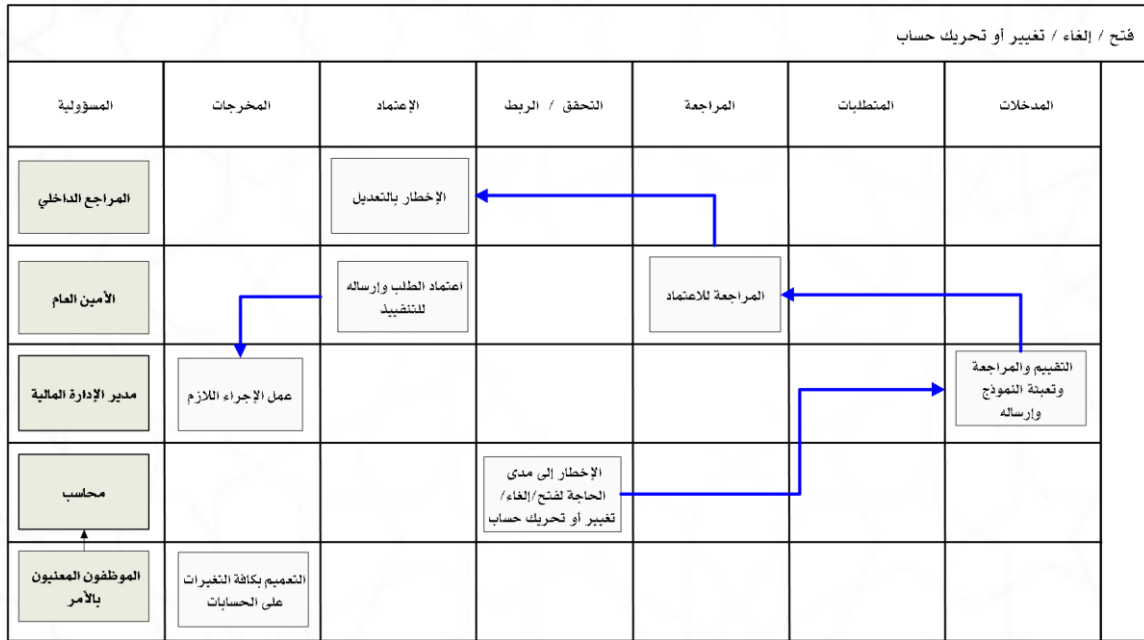 فتح / إلغاء / تغيير أو تحريك حساب
المدخلات
المتطلبات
المراجعة
التحقق / الربط
الإعتماد
المخرجات
المسؤولية
الإخطار بالتعديل
المراجع الداخلي
المراجعة للاعتماد
اعتماد الطلب وإرساله
للتنفييذ
الأمين العام
التقييم والمراجعة
وتعبئة النموذج
وإرساله
عمل الإجراء اللازم
مدير الإدارة المالية
الإخطار إلى مدى
الحاجة لفتح/إلغاء/
تغيير أو تحريك حساب
محاسب
التعميم بكافة التغيرات
على الحسابات
الموظفون المعنيون
بالأمر